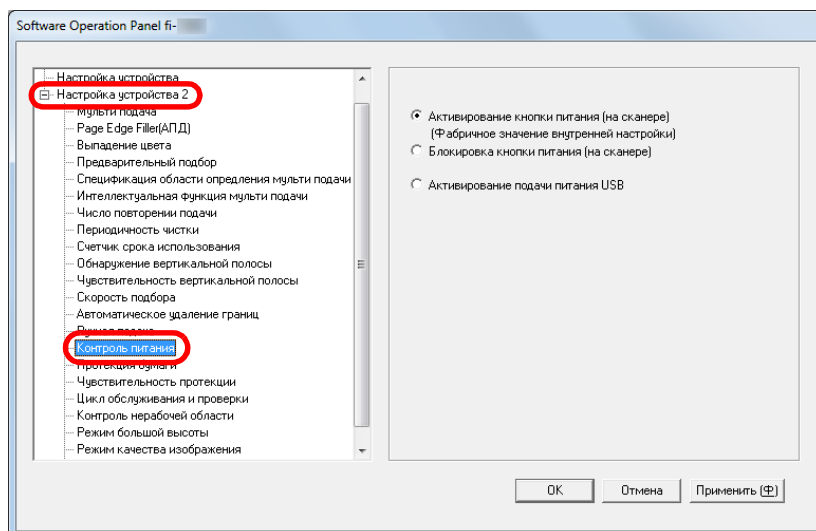 Software Operation Panel fi-
Настройка устройства
Настройка устройства 2
Мульти подача
Page Edge Filler(АПД)
Выпадение цвета
Предварительный подбор
Спецификация области опредления мульти подачи
Интеллектуальная функция мульти подачи
Число повторении подачи
Периодичность чистки
Счетчик срока использования
Обнаружение вертикальной полосы
Чувствительность вертикальной полосы
Скорость подбора
Автоматическое удаление границ
Ручная подача
Контроль питания
Протекция бумаги
Чувствительность протекции
Цикл обслуживания и проверки
Контроль нерабочей области
Режим большой высоты
Режим качества изображения
Активирование кнопки питания (на сканере)
(Фабричное значение внутренней настройки)
Блокировка кнопки питания (на сканере)
Активирование подачи питания USB
OK
Отмена
Применить (Ф)